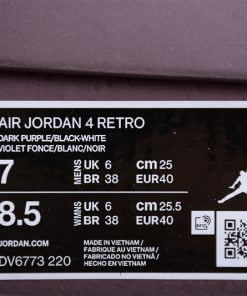 AIR JORDAN 4 RETRO
DARK PURPLE/BLACK-WHITE
VIOLET FONCE/BLANC/NOIR
7 MENS UK 6 BR 38 cm 25 EUR 40
8.5 WMNS UK 6 BR 38 cm 25.5 EUR 40
JORDAN.COM
DV6773 220
MADE IN VIETNAM /
FABRIQUÉ AU VIETNAM /
FABRICADO NO VIETNÃ /
HECHO EN VIETNAM